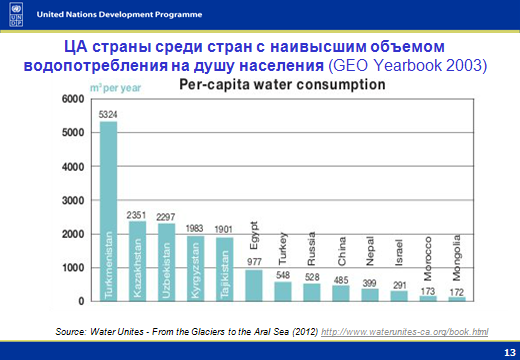 United Nations Development Programme
U N
D P
ЦА страны среди стран с наивысшим объемом
водопотребления на душу населения (GEO Yearbook 2003)
Per-capita water consumption
m³ per year
6000
5000
4000
3000
2000
1000
0
5324
Turkmenistan
2351
Kazakhstan
2297
Uzbekistan
1983
Kyrgyzstan
1901
Tajikistan
977
Egypt
548
Turkey
528
Russia
485
China
399
Nepal
291
Israel
173
Morocco
172
Mongolia
Source: Water Unites - From the Glaciers to the Aral Sea (2012) http://www.waterunites-ca.org/book.html
13